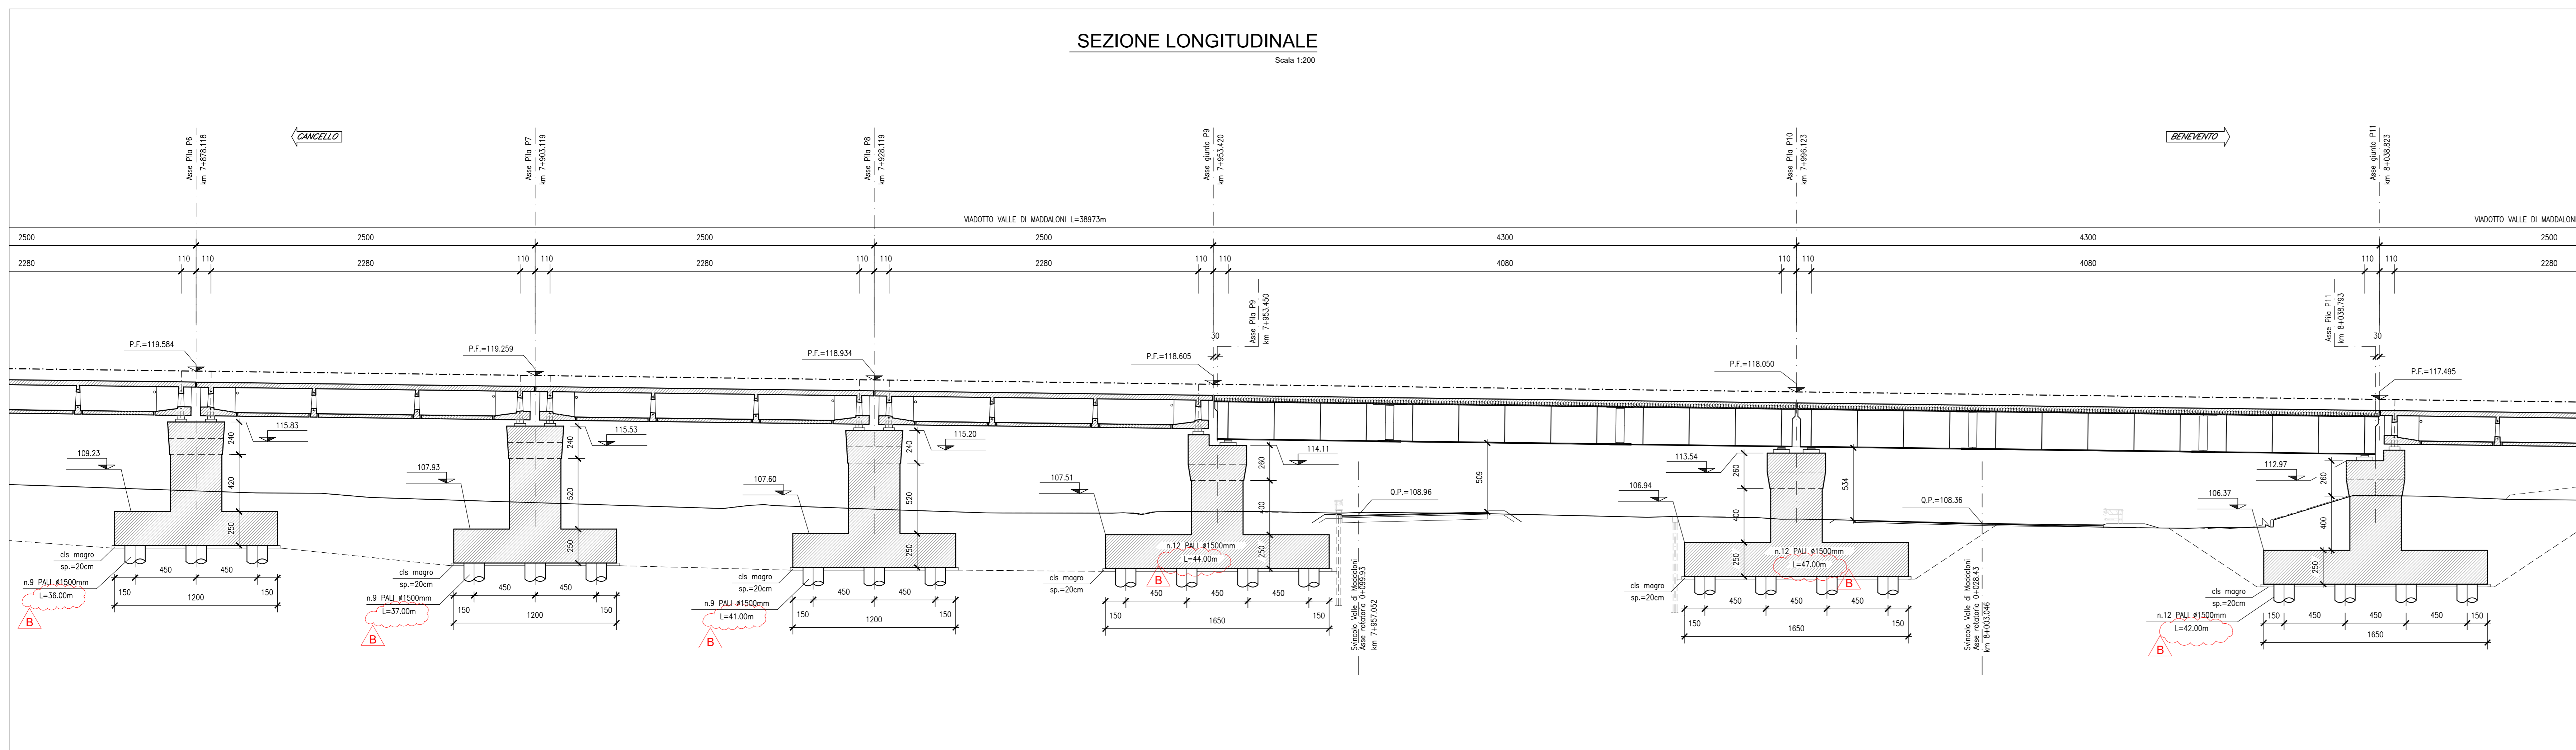 SEZIONE LONGITUDINALE
Scala 1:200
CANCELLO
BENEVENTO
Asse Pila P6
km 7+878.118
Asse Pila P7
km 7+903.119
Asse Pila P8
km 7+928.119
Asse giunto P9
km 7+953.420
Asse Pila P10
km 7+996.123
Asse giunto P11
km 8+038.823
VIADOTTO VALLE DI MADDALONI L=38973m
VIADOTTO VALLE DI MADDALONI
2500 2500 2500 2500 4300 4300 2500
2280 110 110 2280 110 110 2280 110 110 2280 110 110 4080 110 110 4080 110 110 2280
Asse Pila P9
km 7+953.450
Asse Pila P11
km 8+038.793
30
30
P.F.=119.584
P.F.=119.259
P.F.=118.934
P.F.=118.605
P.F.=118.050
P.F.=117.495
115.83
240
109.23
420
250
cls magro
sp.=20cm
n.9 PALI ø1500mm
L=36.00m
B
450 450
150 150
1200
115.53
240
107.93
520
250
cls magro
sp.=20cm
n.9 PALI ø1500mm
L=37.00m
B
450 450
150 150
1200
115.20
240
107.60
520
250
cls magro
sp.=20cm
n.9 PALI ø1500mm
L=41.00m
B
450 450
150 150
1200
114.11
260
107.51
400
250
n.12 PALI ø1500mm
L=44.00m
B
cls magro
sp.=20cm
450 450 450
150 150
1650
509
Q.P.=108.96
Svincolo Valle di Maddaloni
Asse rotatoria 0+099.93
km 7+957.052
113.54
260
106.94
400
250
n.12 PALI ø1500mm
L=47.00m
B
cls magro
sp.=20cm
450 450 450
150 150
1650
534
Q.P.=108.36
Svincolo Valle di Maddaloni
Asse rotatoria 0+028.43
km 8+003.046
112.97
260
106.37
400
250
cls magro
sp.=20cm
n.12 PALI ø1500mm
L=42.00m
B
150 450 450 450 150
1650